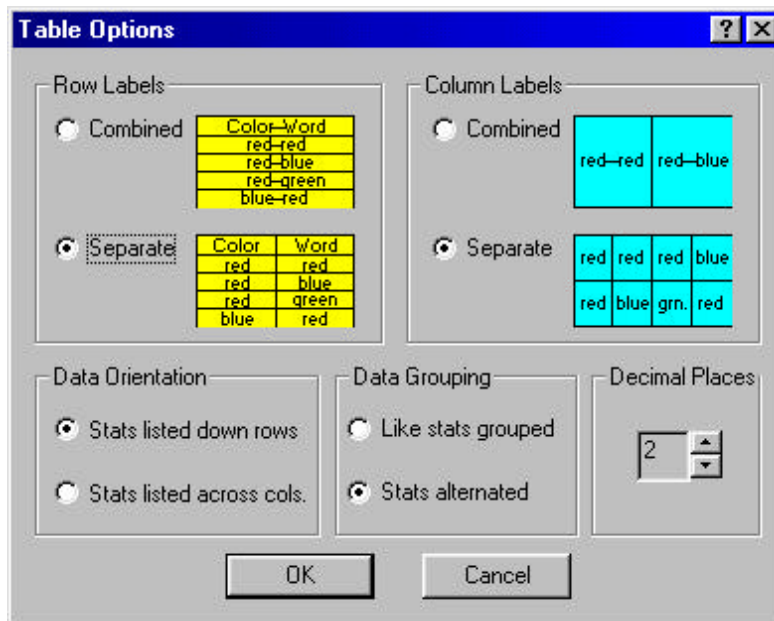 Table Options
Row Labels
Combined
Color–Word
red–red
red–blue
red–green
blue–red
Separate
Color Word
red red
red blue
red green
blue red
Column Labels
Combined
red–red red–blue
Separate
red red red blue
red blue grn. red
Data Orientation
Stats listed down rows
Stats listed across cols.
Data Grouping
Like stats grouped
Stats alternated
Decimal Places
2
OK Cancel